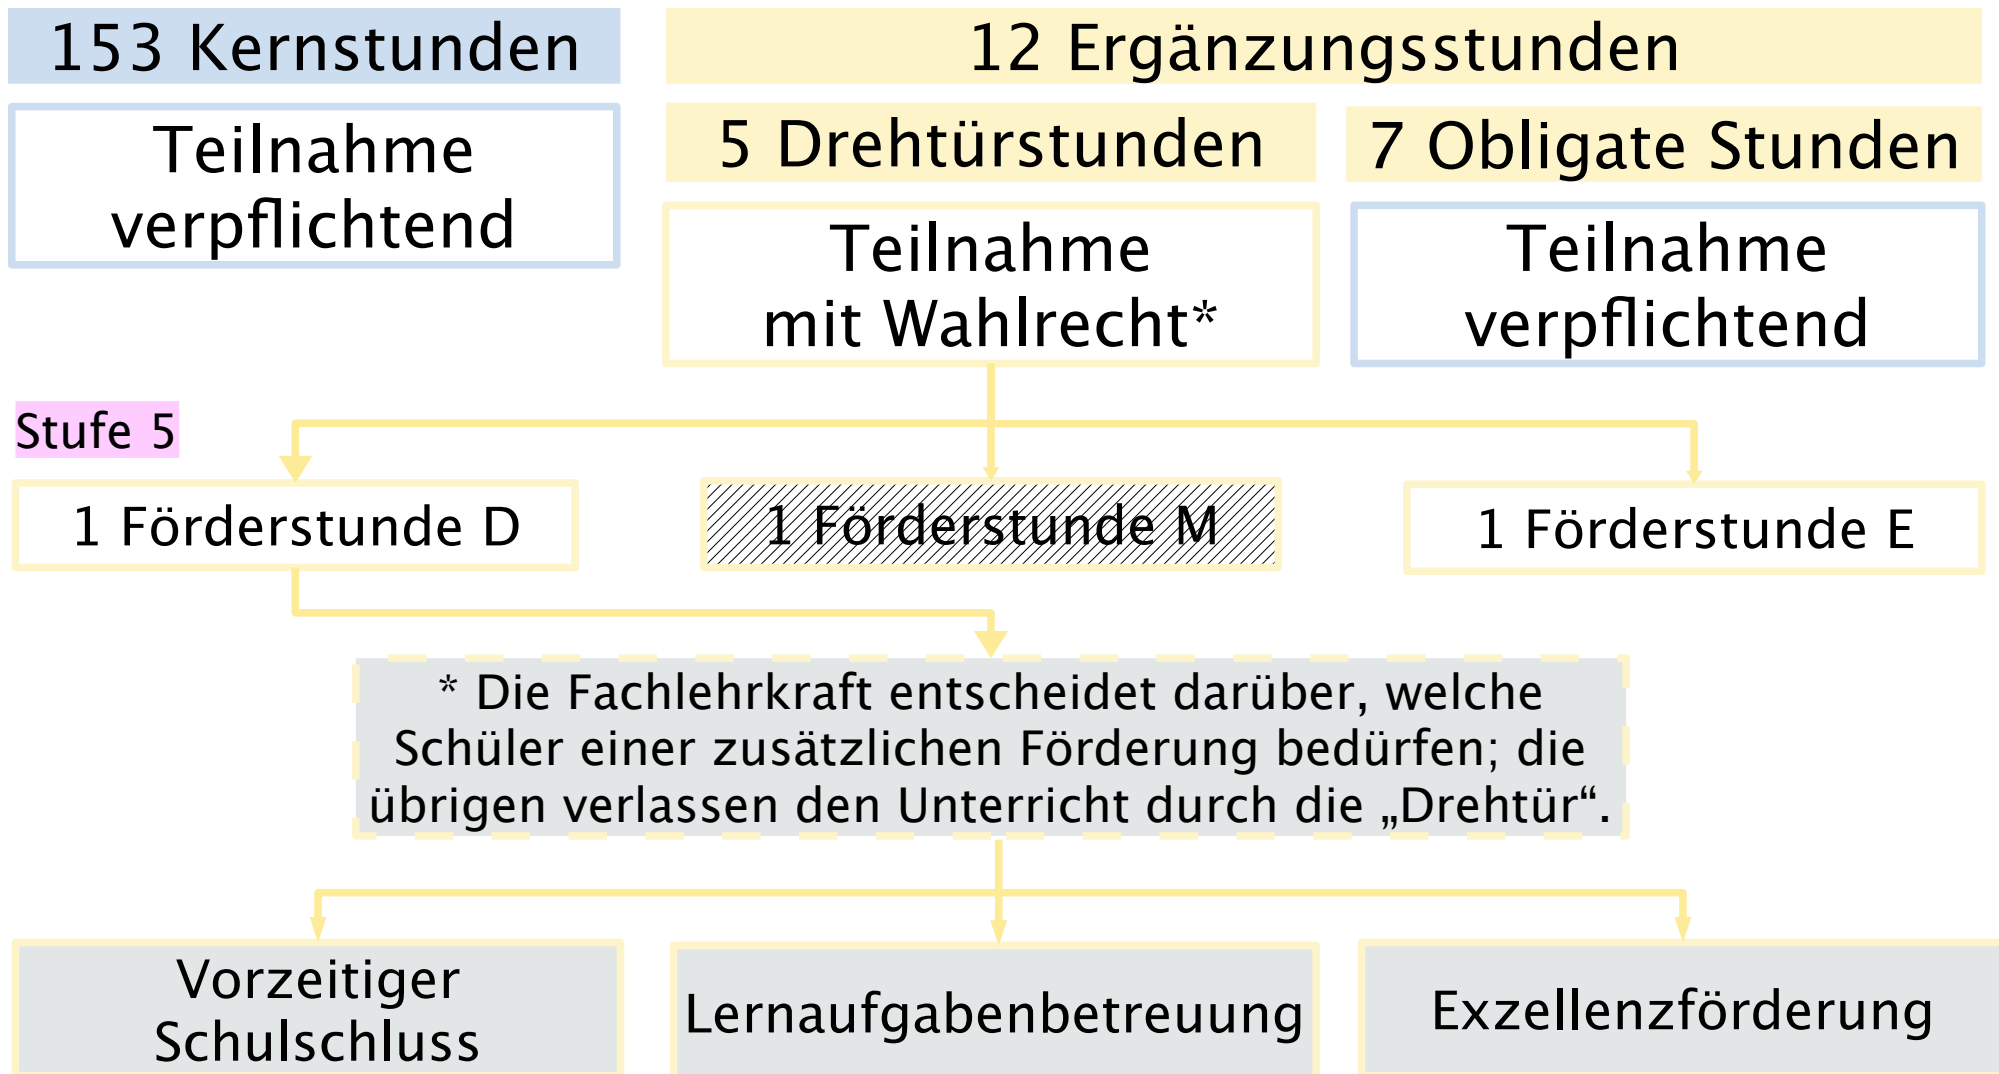 153 Kernstunden
12 Ergänzungsstunden
Teilnahme
verpflichtend
5 Drehtürstunden
7 Obligate Stunden
Teilnahme
mit Wahlrecht*
Teilnahme
verpflichtend
Stufe 5
1 Förderstunde D
1 Förderstunde M
1 Förderstunde E
* Die Fachlehrkraft entscheidet darüber, welche
Schüler einer zusätzlichen Förderung bedürfen; die
übrigen verlassen den Unterricht durch die „Drehtür“.
Vorzeitiger
Schulschluss
Lernaufgabenbetreuung
Exzellenzförderung